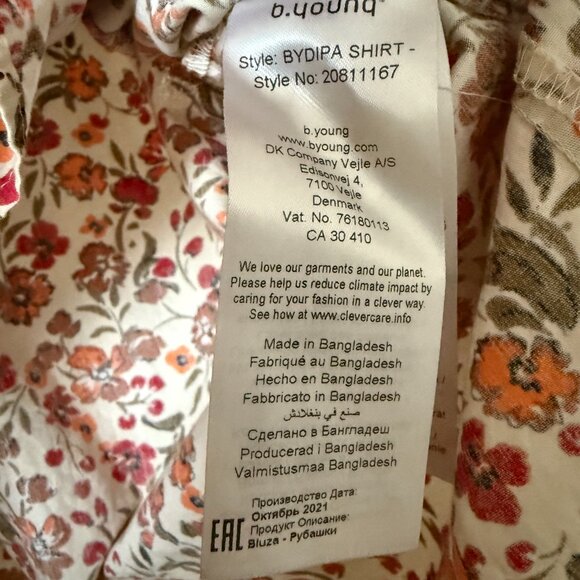 b.young
Style: BYDIPA SHIRT -
Style No: 20811167
b.young
www.byoung.com
DK Company Vejle A/S
Edisonvej 4,
7100 Vejle
Denmark
Vat. No. 76180113
CA 30 410
We love our garments and our planet.
Please help us reduce climate impact by
caring for your fashion in a clever way.
See how at www.clevercare.info
Made in Bangladesh
Fabriqué au Bangladesh
Hecho en Bangladesh
Fabbricato in Bangladesh
صنع في بنغلادش
Сделано в Бангладеш
Producerad i Bangladesh
Valmistusmaa Bangladesh
Производство Дата:
Октябрь 2021
Продукт Описание:
EAC Bluza - Рубашки